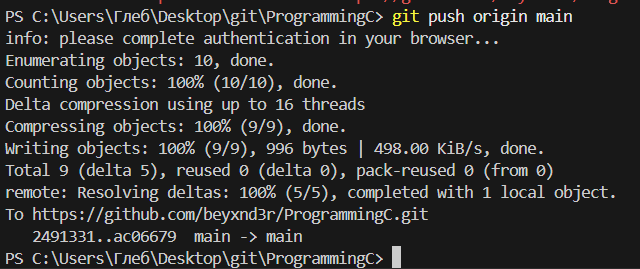 PS C:\Users\Глеб\Desktop\git\ProgrammingC> git push origin main
info: please complete authentication in your browser...
Enumerating objects: 10, done.
Counting objects: 100% (10/10), done.
Delta compression using up to 16 threads
Compressing objects: 100% (9/9), done.
Writing objects: 100% (9/9), 996 bytes | 498.00 KiB/s, done.
Total 9 (delta 5), reused 0 (delta 0), pack-reused 0 (from 0)
remote: Resolving deltas: 100% (5/5), completed with 1 local object.
To https://github.com/beyxnd3r/ProgrammingC.git
   2491331..ac06679  main -> main
PS C:\Users\Глеб\Desktop\git\ProgrammingC>